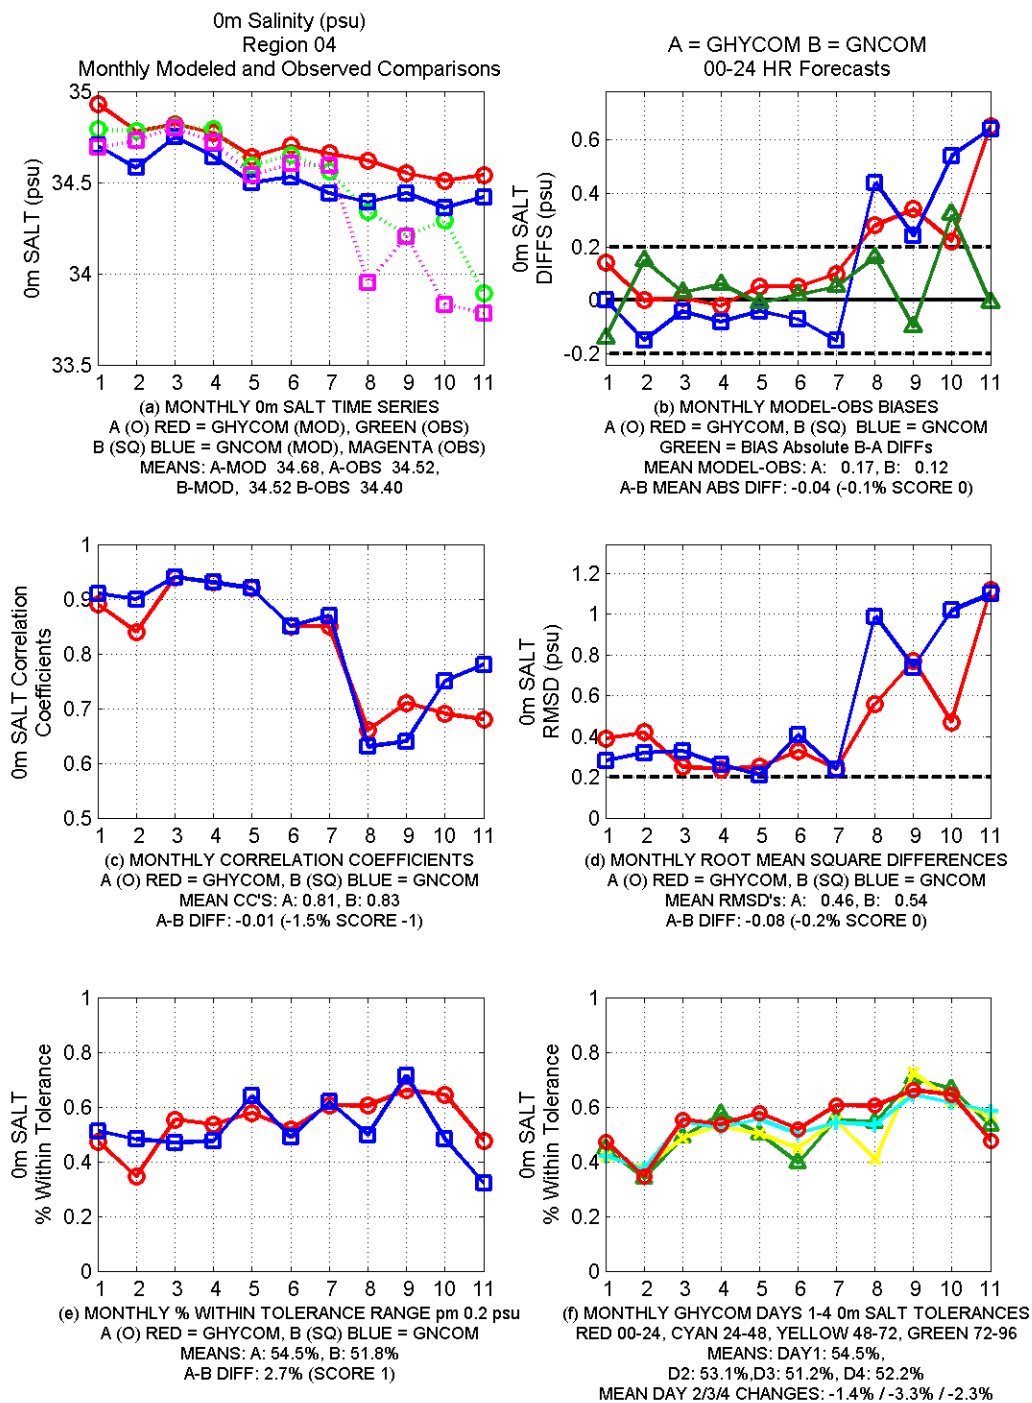 0m Salinity (psu)
Region 04
Monthly Modeled and Observed Comparisons
A = GHYCOM B = GNCOM
00-24 HR Forecasts
0m SALT (psu)
35
34.5
34
33.5
1 2 3 4 5 6 7 8 9 10 11
(a) MONTHLY 0m SALT TIME SERIES
A (O) RED = GHYCOM (MOD), GREEN (OBS)
B (SQ) BLUE = GNCOM (MOD), MAGENTA (OBS)
MEANS: A-MOD 34.68, A-OBS 34.52,
B-MOD, 34.52 B-OBS 34.40
0m SALT
DIFFS (psu)
0.6
0.4
0.2
0
-0.2
1 2 3 4 5 6 7 8 9 10 11
(b) MONTHLY MODEL-OBS BIASES
A (O) RED = GHYCOM, B (SQ) BLUE = GNCOM
GREEN = BIAS Absolute B-A DIFFs
MEAN MODEL-OBS: A: 0.17, B: 0.12
A-B MEAN ABS DIFF: -0.04 (-0.1% SCORE 0)
0m SALT Correlation
Coefficients
1
0.9
0.8
0.7
0.6
0.5
1 2 3 4 5 6 7 8 9 10 11
(c) MONTHLY CORRELATION COEFFICIENTS
A (O) RED = GHYCOM, B (SQ) BLUE = GNCOM
MEAN CC'S: A: 0.81, B: 0.83
A-B DIFF: -0.01 (-1.5% SCORE -1)
0m SALT
RMSD (psu)
1.2
1
0.8
0.6
0.4
0.2
0
1 2 3 4 5 6 7 8 9 10 11
(d) MONTHLY ROOT MEAN SQUARE DIFFERENCES
A (O) RED = GHYCOM, B (SQ) BLUE = GNCOM
MEAN RMSD's: A: 0.46, B: 0.54
A-B DIFF: -0.08 (-0.2% SCORE 0)
0m SALT
% Within Tolerance
1
0.8
0.6
0.4
0.2
0
1 2 3 4 5 6 7 8 9 10 11
(e) MONTHLY % WITHIN TOLERANCE RANGE pm 0.2 psu
A (O) RED = GHYCOM, B (SQ) BLUE = GNCOM
MEANS: A: 54.5%, B: 51.8%
A-B DIFF: 2.7% (SCORE 1)
0m SALT
% Within Tolerance
1
0.8
0.6
0.4
0.2
0
1 2 3 4 5 6 7 8 9 10 11
(f) MONTHLY GHYCOM DAYS 1-4 0m SALT TOLERANCES
RED 00-24, CYAN 24-48, YELLOW 48-72, GREEN 72-96
MEANS: DAY1: 54.5%,
D2: 53.1%,D3: 51.2%, D4: 52.2%
MEAN DAY 2/3/4 CHANGES: -1.4% / -3.3% / -2.3%